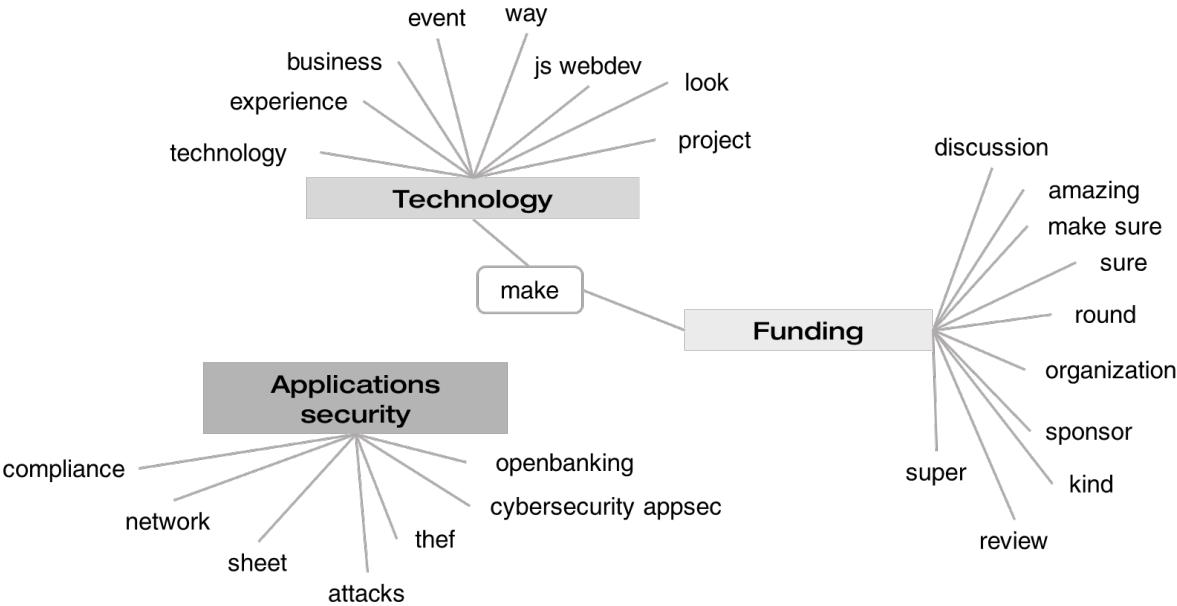 event
way
business
js webdev
look
experience
technology
project
Technology
make
discussion
amazing
make sure
sure
round
Funding
organization
sponsor
kind
super
review
Applications
security
compliance
openbanking
network
cybersecurity appsec
sheet
thef
attacks